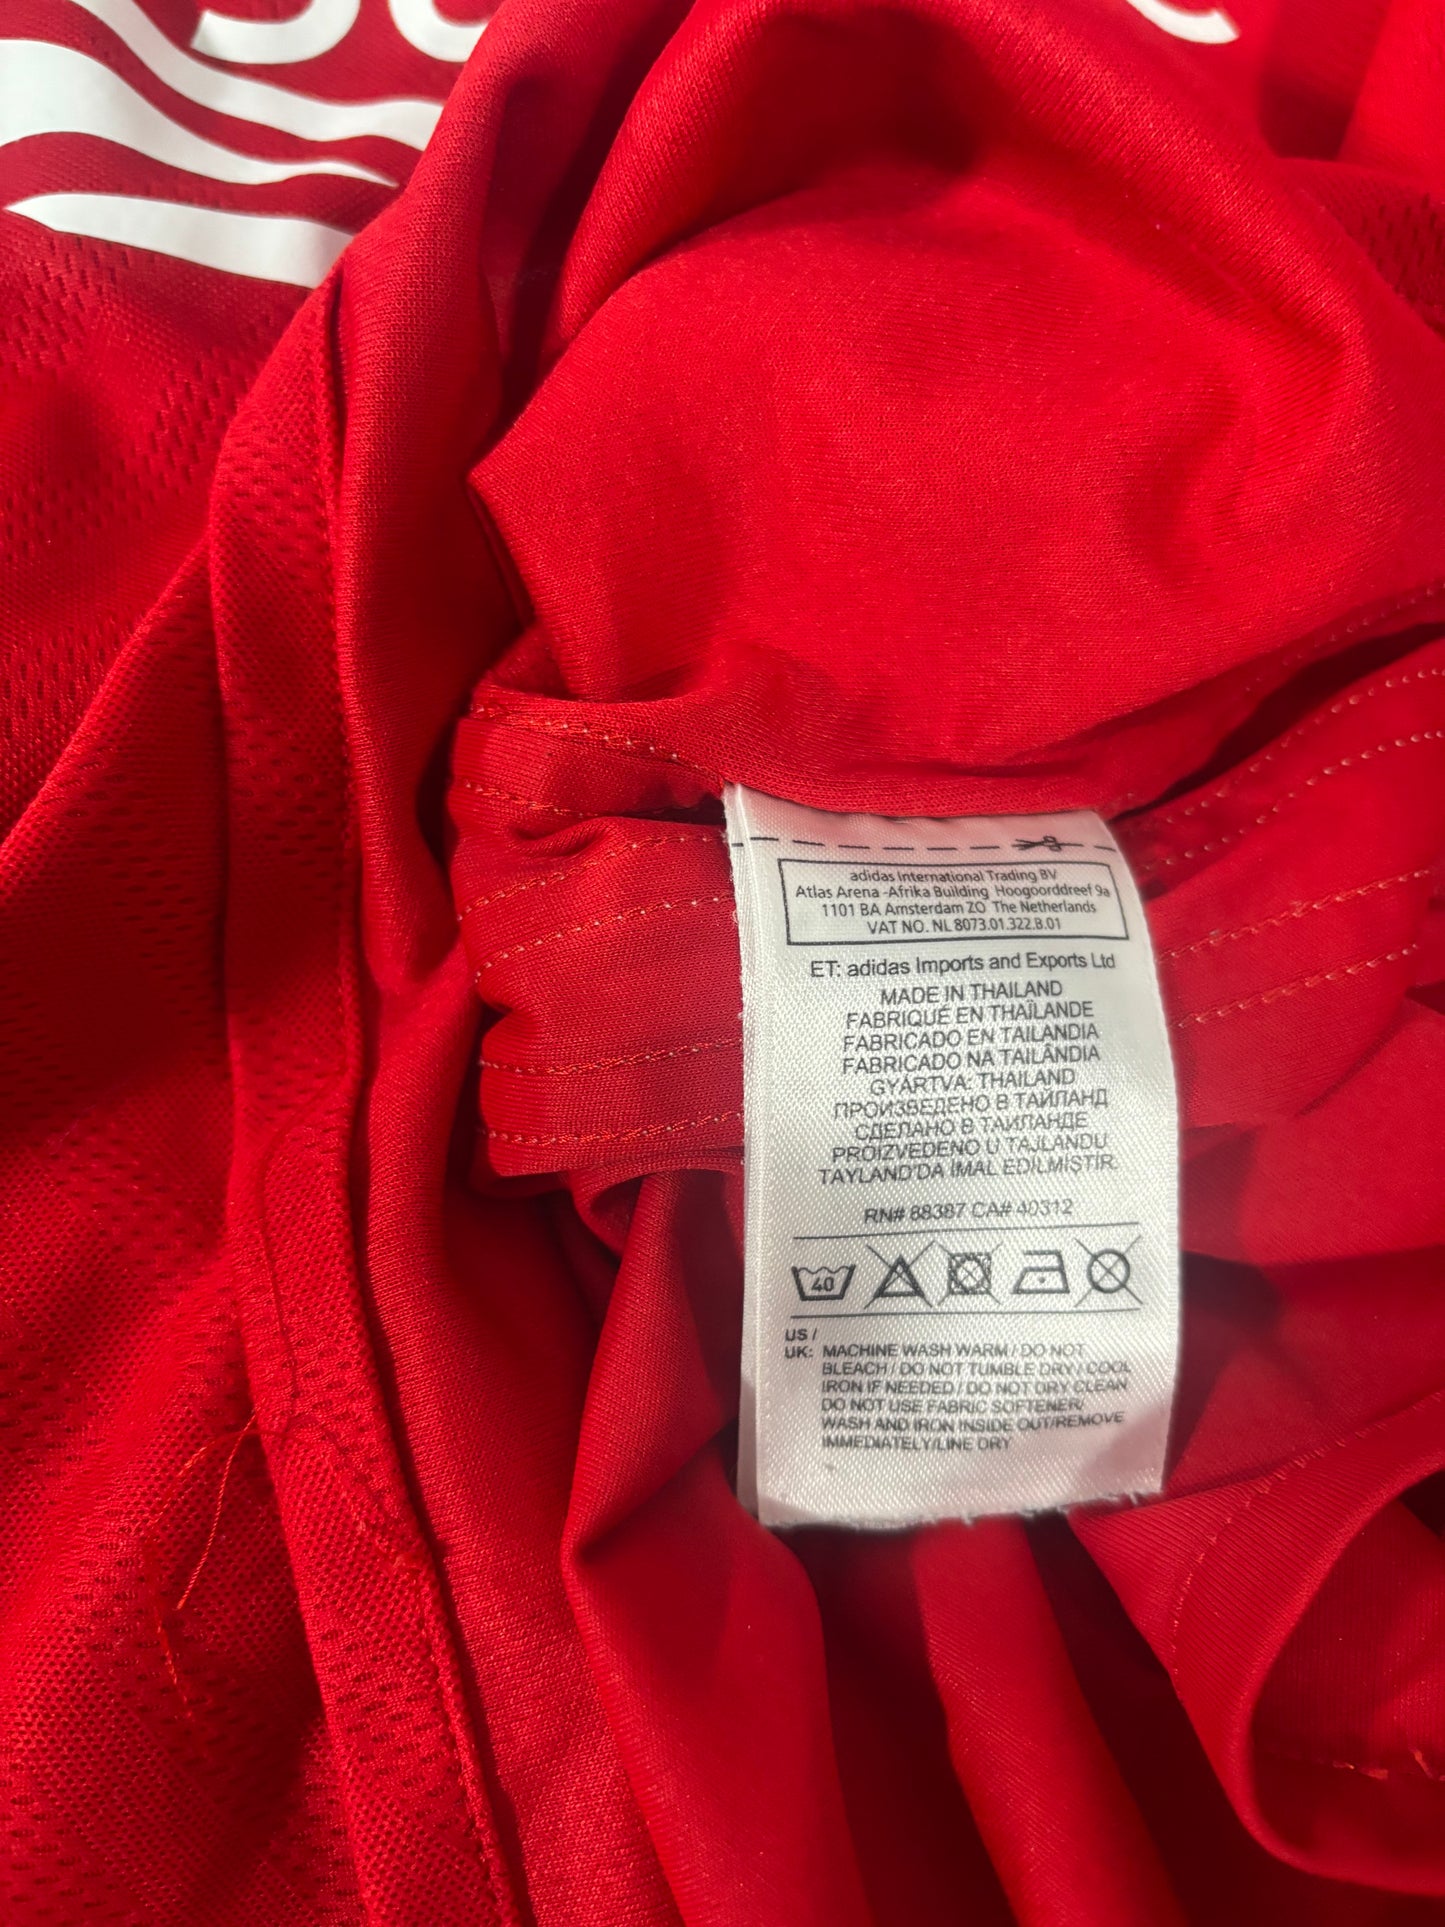 adidas International Trading BV
Atlas Arena -Afrika Building Hoogoorddreef 9a
1101 BA Amsterdam ZO The Netherlands
VAT NO. NL 8073.01.322.B.01
ET: adidas Imports and Exports Ltd
MADE IN THAILAND
FABRIQUÉ EN THAÏLANDE
FABRICADO EN TAILANDIA
FABRICADO NA TAILÂNDIA
GYÁRTVA: THAILAND
ПРОИЗВЕДЕНО В ТАЙЛАНД
СДЕЛАНО В ТАИЛАНДЕ
PROIZVEDENO U TAJLANDU
TAYLAND'DA İMAL EDİLMİŞTİR.
RN# 88387 CA# 40312
40
US /
UK: MACHINE WASH WARM / DO NOT
BLEACH / DO NOT TUMBLE DRY / COOL
IRON IF NEEDED / DO NOT DRY CLEAN
DO NOT USE FABRIC SOFTENER/
WASH AND IRON INSIDE OUT/REMOVE
IMMEDIATELY/LINE DRY